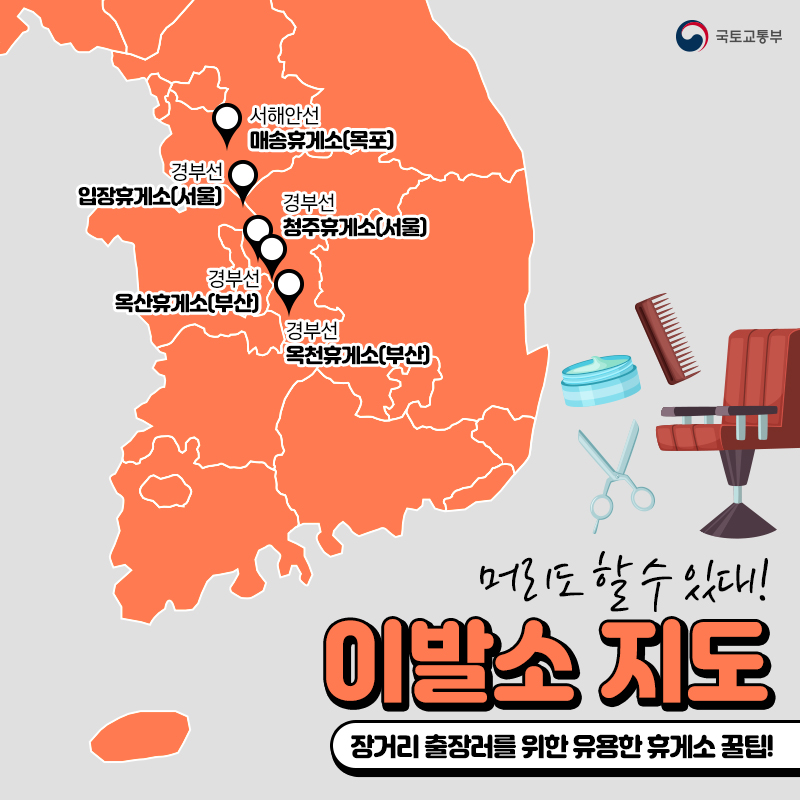 국토교통부
서해안선
매송휴게소(목포)
경부선
입장휴게소(서울)
경부선
청주휴게소(서울)
경부선
옥산휴게소(부산)
경부선
옥천휴게소(부산)
머리도 할 수 있대!
이발소 지도
장거리 출장러를 위한 유용한 휴게소 꿀팁!